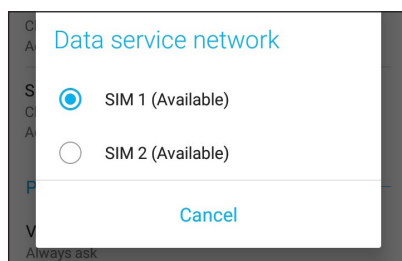 Data service network
SIM 1 (Available)
SIM 2 (Available)
Cancel
Always ask